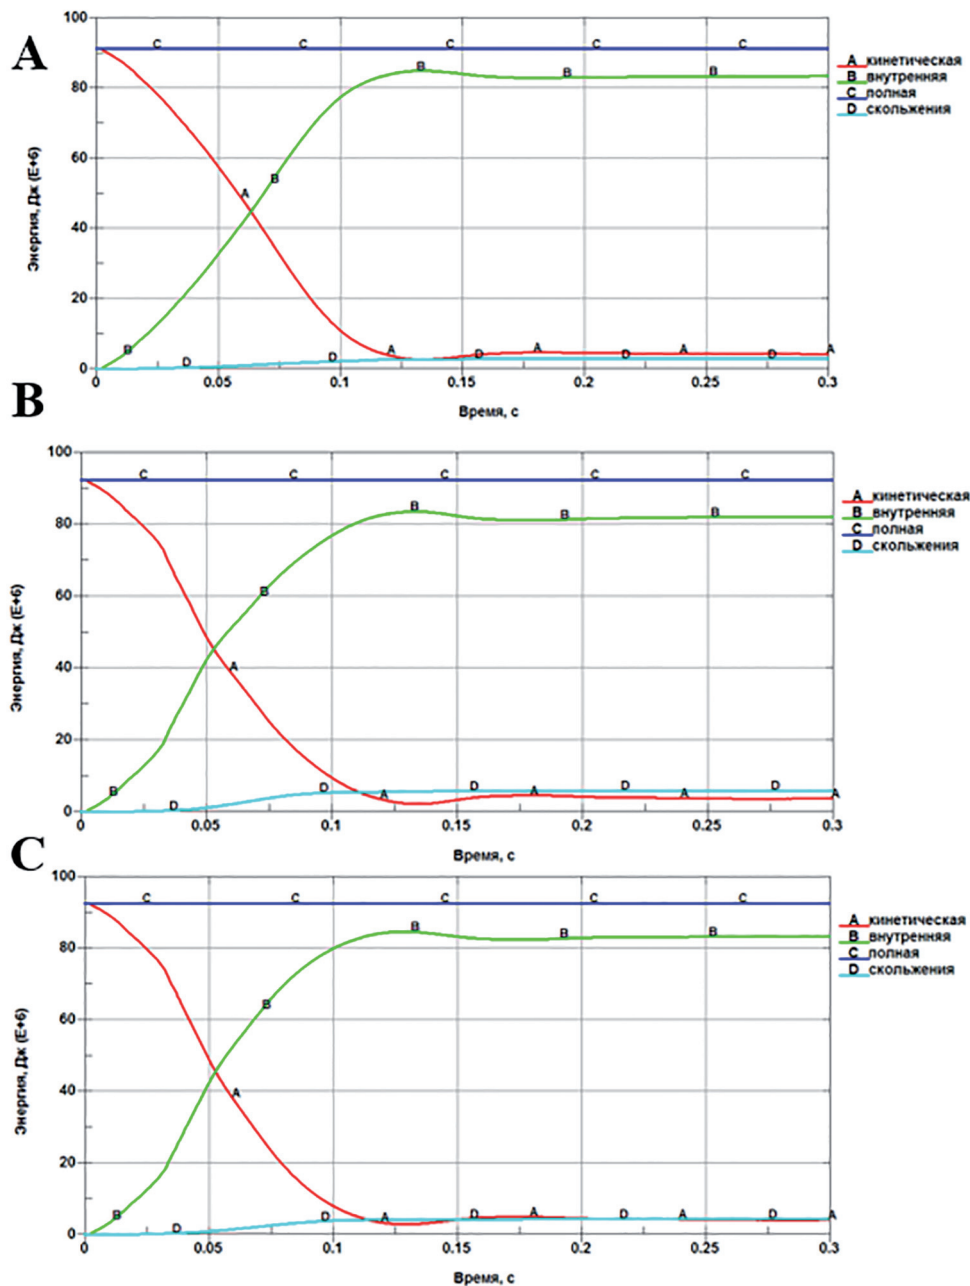 A
100
80
60
40
20
0
Энергия, Дж (E+6)
C C C C C
B B B B B
A A A A A A
D D D D D D
0 0.05 0.1 0.15 0.2 0.25 0.3
Время, с
A кинетическая
B внутренняя
C полная
D скольжения
B
100
80
60
40
20
0
Энергия, Дж (E+6)
C C C C C
B B B B B
A A A A A A
D D D D D D
0 0.05 0.1 0.15 0.2 0.25 0.3
Время, с
A кинетическая
B внутренняя
C полная
D скольжения
C
100
80
60
40
20
0
Энергия, Дж (E+6)
C C C C C
B B B B B
A A A A A A
D D D D D D
0 0.05 0.1 0.15 0.2 0.25 0.3
Время, с
A кинетическая
B внутренняя
C полная
D скольжения